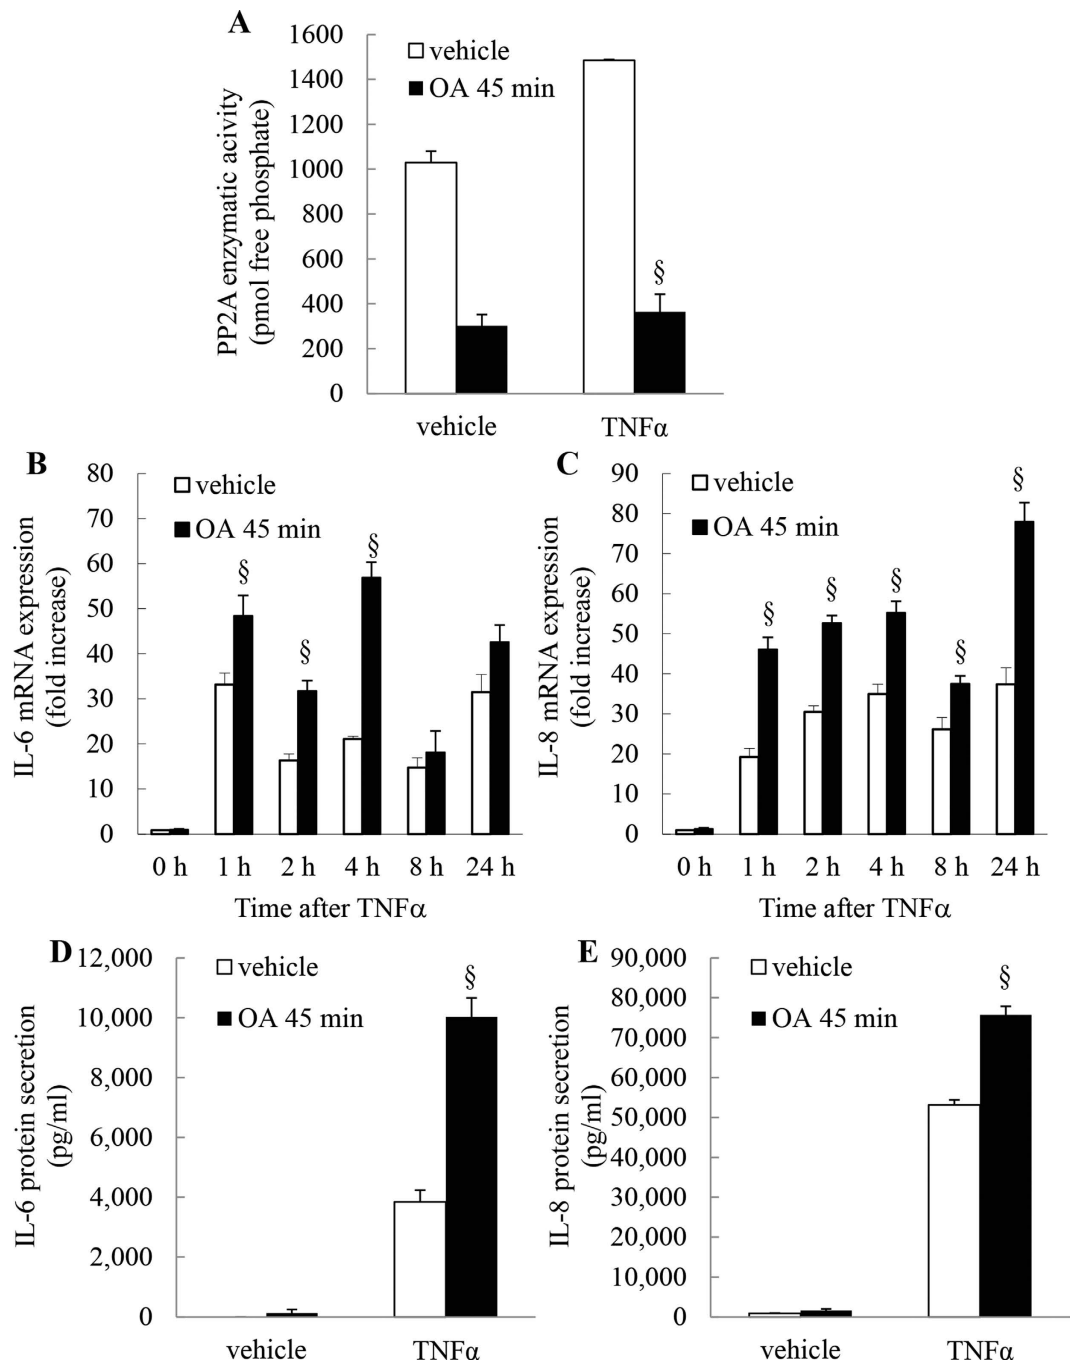 A
1600
1400
1200
1000
800
600
400
200
0
PP2A enzymatic acivity
(pmol free phosphate)
vehicle
OA 45 min
§
vehicle TNFα
B
80
70
60
50
40
30
20
10
0
IL-6 mRNA expression
(fold increase)
vehicle
OA 45 min
§ § §
0 h 1 h 2 h 4 h 8 h 24 h
Time after TNFα
C
90
80
70
60
50
40
30
20
10
0
IL-8 mRNA expression
(fold increase)
vehicle
OA 45 min
§ § § § §
0 h 1 h 2 h 4 h 8 h 24 h
Time after TNFα
D
12,000
10,000
8,000
6,000
4,000
2,000
0
IL-6 protein secretion
(pg/ml)
vehicle
OA 45 min
§
vehicle TNFα
E
90,000
80,000
70,000
60,000
50,000
40,000
30,000
20,000
10,000
0
IL-8 protein secretion
(pg/ml)
vehicle
OA 45 min
§
vehicle TNFα